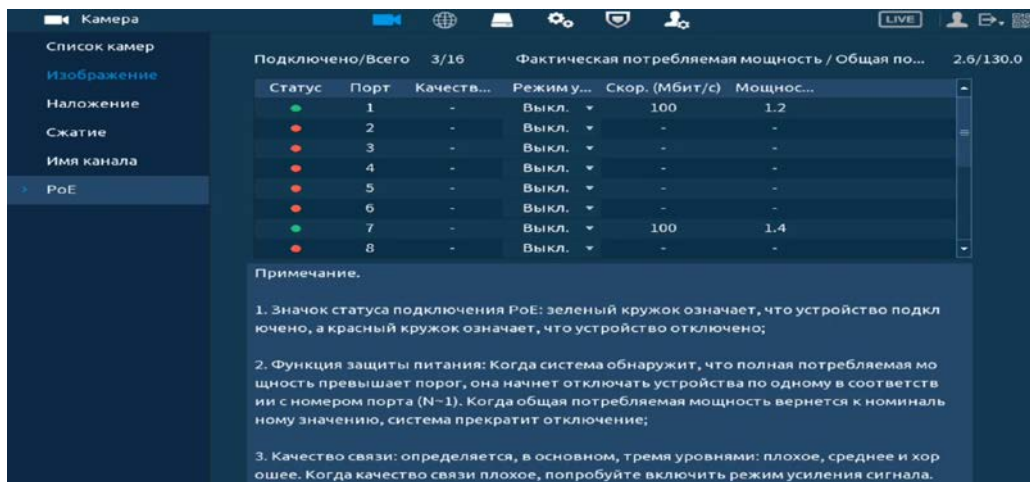 Камера
LIVE
Список камер
Изображение
Наложение
Сжатие
Имя канала
PoE
Подключено/Всего 3/16 Фактическая потребляемая мощность / Общая по... 2.6/130.0
Статус Порт Качеств... Режим у... Скор. (Мбит/с) Мощнос...
1 - Выкл. 100 1.2
2 - Выкл. - -
3 - Выкл. - -
4 - Выкл. - -
5 - Выкл. - -
6 - Выкл. - -
7 - Выкл. 100 1.4
8 - Выкл. - -
Примечание.
1. Значок статуса подключения PoE: зеленый кружок означает, что устройство подкл
ючено, а красный кружок означает, что устройство отключено;
2. Функция защиты питания: Когда система обнаружит, что полная потребляемая мо
щность превышает порог, она начнет отключать устройства по одному в соответств
ии с номером порта (N~1). Когда общая потребляемая мощность вернется к номиналь
ному значению, система прекратит отключение;
3. Качество связи: определяется, в основном, тремя уровнями: плохое, среднее и хор
ошее. Когда качество связи плохое, попробуйте включить режим усиления сигнала.